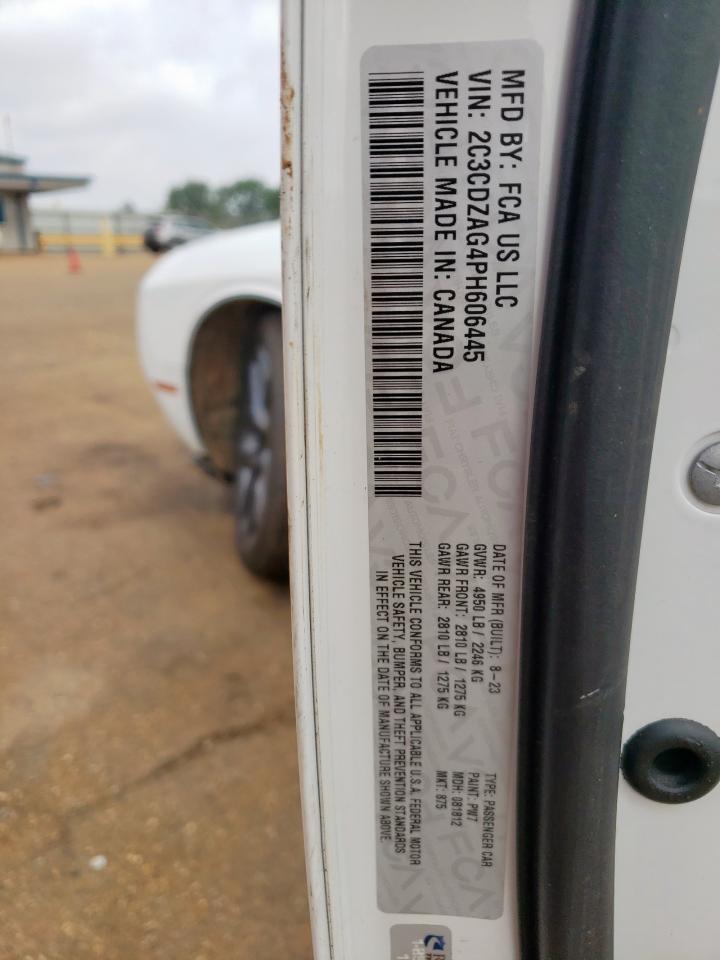 MFD BY: FCA US LLC
VIN: 2C3CDZAG4PH606445
VEHICLE MADE IN: CANADA
DATE OF MFR (BUILT): 8-23
GVWR: 4950 LB / 2246 KG
GAWR FRONT: 2810 LB / 1275 KG
GAWR REAR: 2810 LB / 1275 KG
TYPE: PASSENGER CAR
PAINT: PW7
MDH: 081812
MKT: 875
THIS VEHICLE CONFORMS TO ALL APPLICABLE U.S.A. FEDERAL MOTOR
VEHICLE SAFETY, BUMPER, AND THEFT PREVENTION STANDARDS
IN EFFECT ON THE DATE OF MANUFACTURE SHOWN ABOVE.